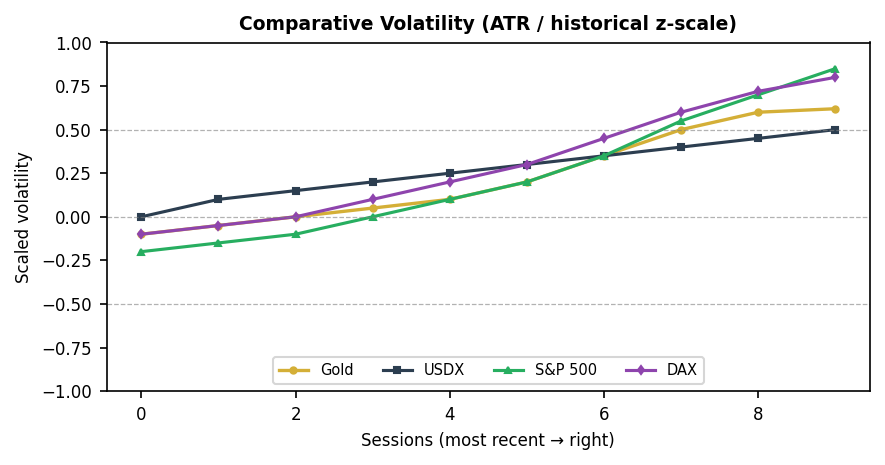 Comparative Volatility (ATR / historical z-scale)
1.00
0.75
0.50
0.25
0.00
−0.25
−0.50
−0.75
−1.00
Scaled volatility
Gold USDX S&P 500 DAX
0 2 4 6 8
Sessions (most recent → right)